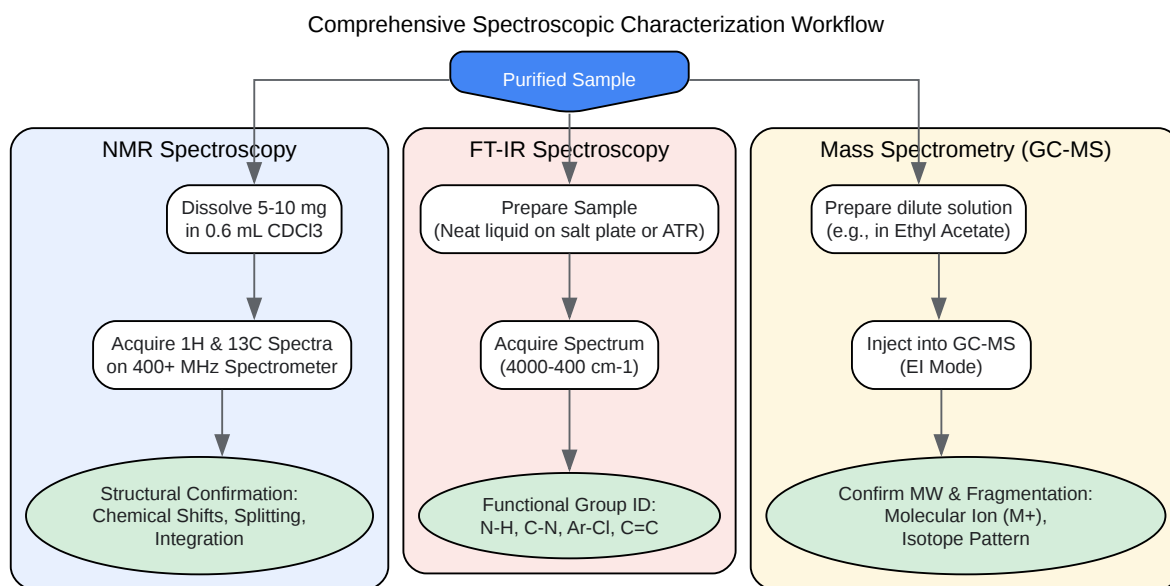 Comprehensive Spectroscopic Characterization Workflow
Purified Sample
NMR Spectroscopy
Dissolve 5-10 mg
in 0.6 mL CDCl3
Acquire 1H & 13C Spectra
on 400+ MHz Spectrometer
Structural Confirmation:
Chemical Shifts, Splitting,
Integration
FT-IR Spectroscopy
Prepare Sample
(Neat liquid on salt plate or ATR)
Acquire Spectrum
(4000-400 cm-1)
Functional Group ID:
N-H, C-N, Ar-Cl, C=C
Mass Spectrometry (GC-MS)
Prepare dilute solution
(e.g., in Ethyl Acetate)
Inject into GC-MS
(EI Mode)
Confirm MW & Fragmentation:
Molecular Ion (M+),
Isotope Pattern